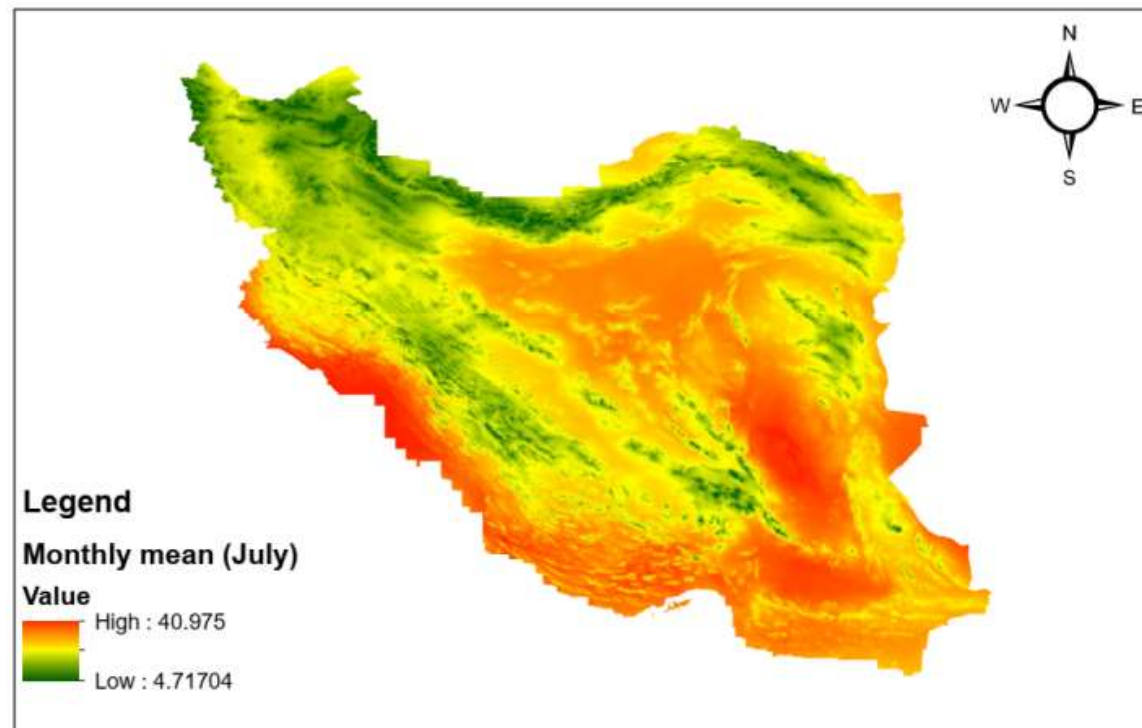 N
W E
S
Legend
Monthly mean (July)
Value
High : 40.975
Low : 4.71704